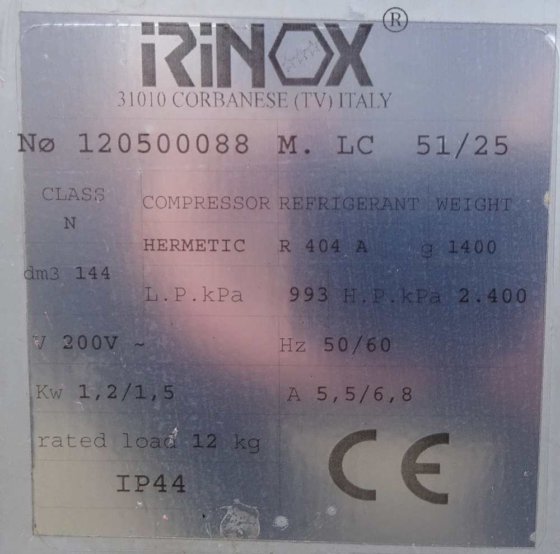 iRiNOX ®
31010 CORBANESE (TV) ITALY
Nø 120500088 M. LC 51/25
CLASS
N
COMPRESSOR REFRIGERANT WEIGHT
HERMETIC R 404 A g 1400
dm3 144
L.P.kPa 993 H.P.kPa 2.400
V 200V ~ Hz 50/60
Kw 1,2/1,5 A 5,5/6,8
rated load 12 kg
IP44
CE